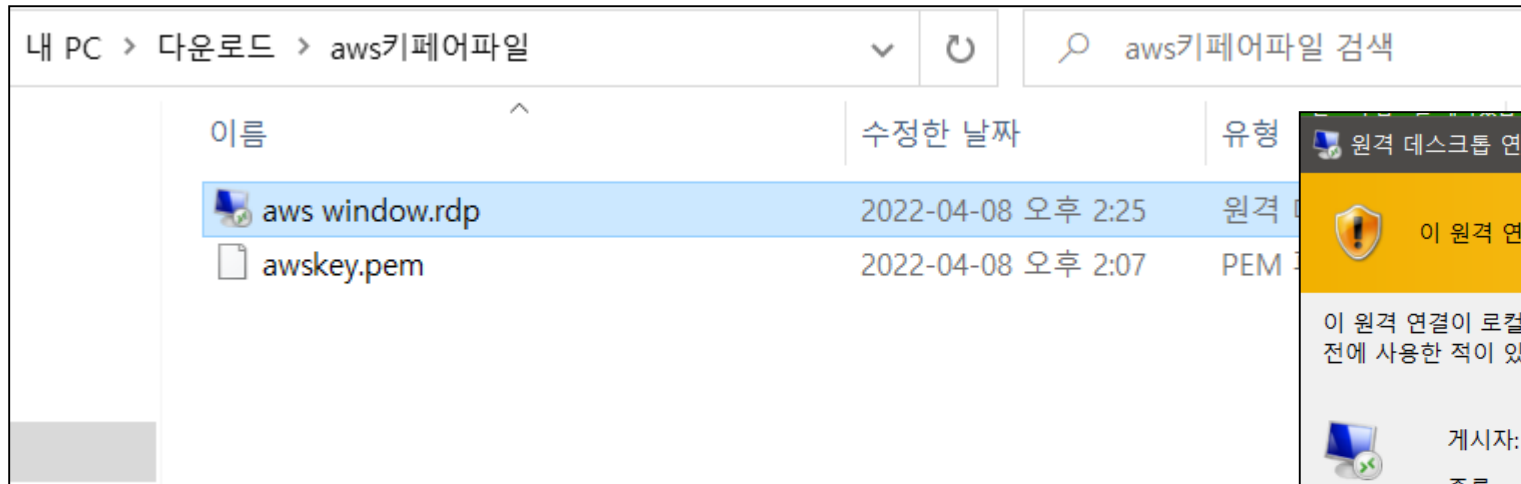 내 PC > 다운로드 > aws키페어파일
aws키페어파일 검색
이름 수정한 날짜 유형
aws window.rdp 2022-04-08 오후 2:25 원격
awskey.pem 2022-04-08 오후 2:07 PEM
원격 데스크톱 연
이 원격 연
이 원격 연결이 로컬
전에 사용한 적이 있
게시자: